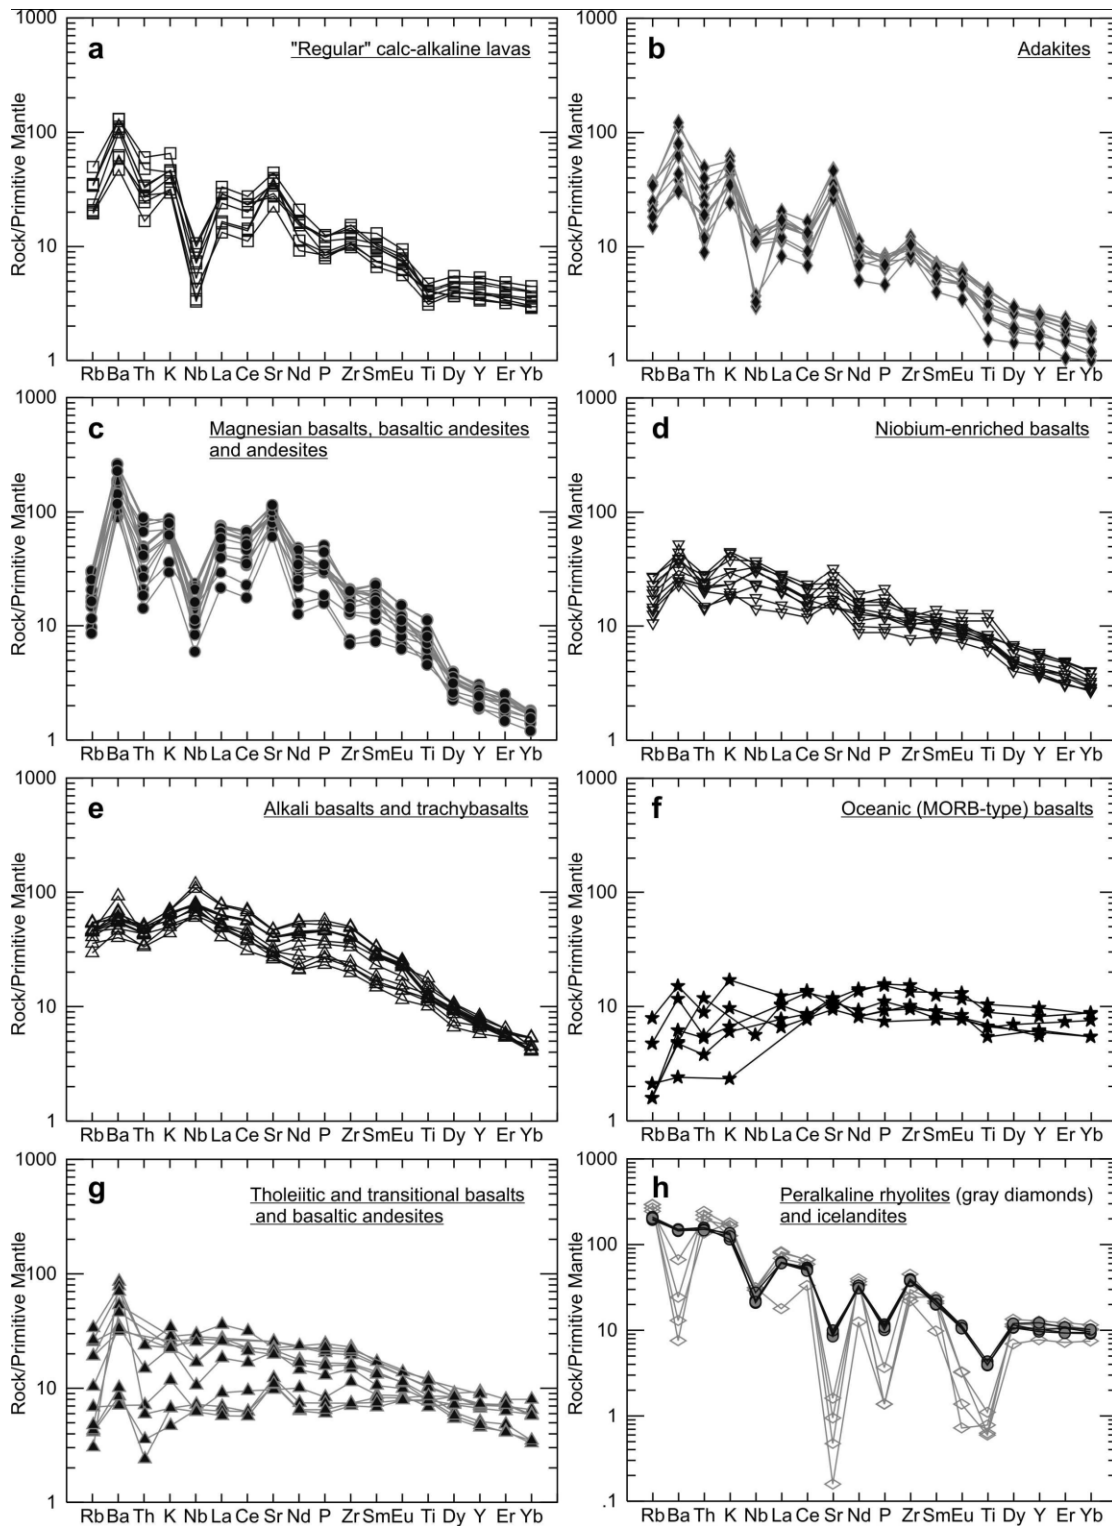 a
"Regular" calc-alkaline lavas
Rock/Primitive Mantle
1000
100
10
1
Rb Ba Th K Nb La Ce Sr Nd P Zr Sm Eu Ti Dy Y Er Yb
b
Adakites
Rock/Primitive Mantle
1000
100
10
1
Rb Ba Th K Nb La Ce Sr Nd P Zr Sm Eu Ti Dy Y Er Yb
c
Magnesian basalts, basaltic andesites
and andesites
Rock/Primitive Mantle
1000
100
10
1
Rb Ba Th K Nb La Ce Sr Nd P Zr Sm Eu Ti Dy Y Er Yb
d
Niobium-enriched basalts
Rock/Primitive Mantle
1000
100
10
1
Rb Ba Th K Nb La Ce Sr Nd P Zr Sm Eu Ti Dy Y Er Yb
e
Alkali basalts and trachybasalts
Rock/Primitive Mantle
1000
100
10
1
Rb Ba Th K Nb La Ce Sr Nd P Zr Sm Eu Ti Dy Y Er Yb
f
Oceanic (MORB-type) basalts
Rock/Primitive Mantle
1000
100
10
1
Rb Ba Th K Nb La Ce Sr Nd P Zr Sm Eu Ti Dy Y Er Yb
g
Tholeiitic and transitional basalts
and basaltic andesites
Rock/Primitive Mantle
1000
100
10
1
Rb Ba Th K Nb La Ce Sr Nd P Zr Sm Eu Ti Dy Y Er Yb
h
Peralkaline rhyolites (gray diamonds)
and icelandites
Rock/Primitive Mantle
1000
100
10
1
.1
Rb Ba Th K Nb La Ce Sr Nd P Zr Sm Eu Ti Dy Y Er Yb